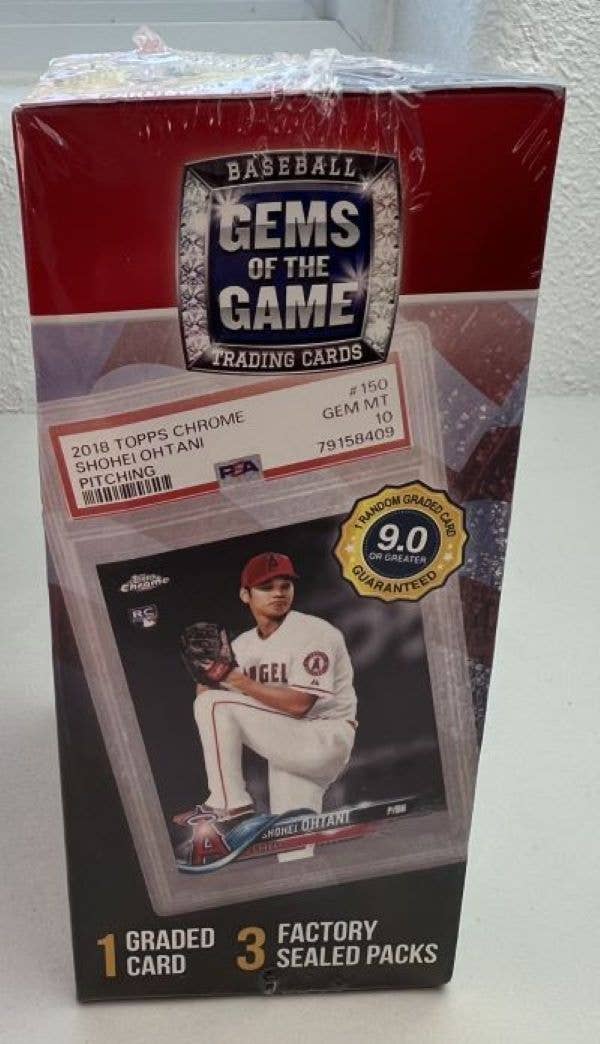 BASEBALL
GEMS
OF THE
GAME
TRADING CARDS
2018 TOPPS CHROME
SHOHEI OHTANI
PITCHING
#150
GEM MT
10
79158409
PSA
1 RANDOM GRADED CARD
9.0
OR GREATER
GUARANTEED
Topps
Chrome
RC
ANGEL
A
SHOHEI OHTANI
P/DH
1 GRADED
CARD
3 FACTORY
SEALED PACKS